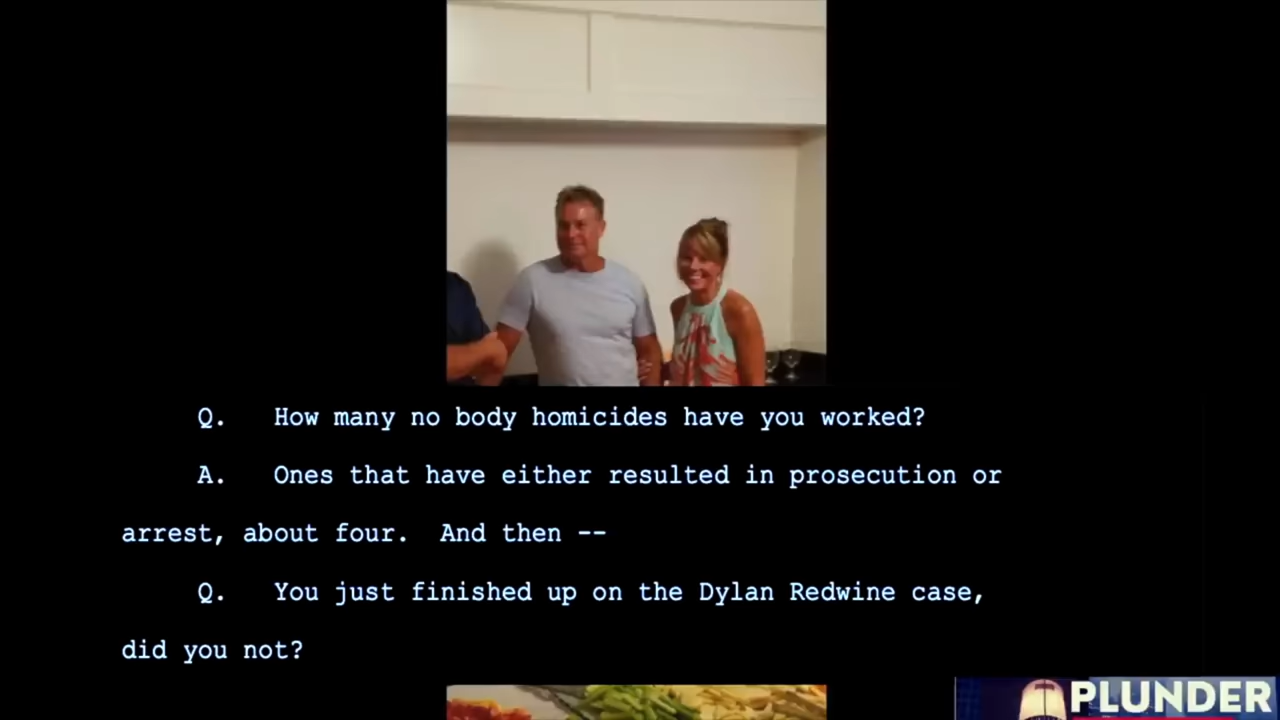 Q. How many no body homicides have you worked?
A. Ones that have either resulted in prosecution or
arrest, about four. And then --
Q. You just finished up on the Dylan Redwine case,
did you not?
PLUNDER